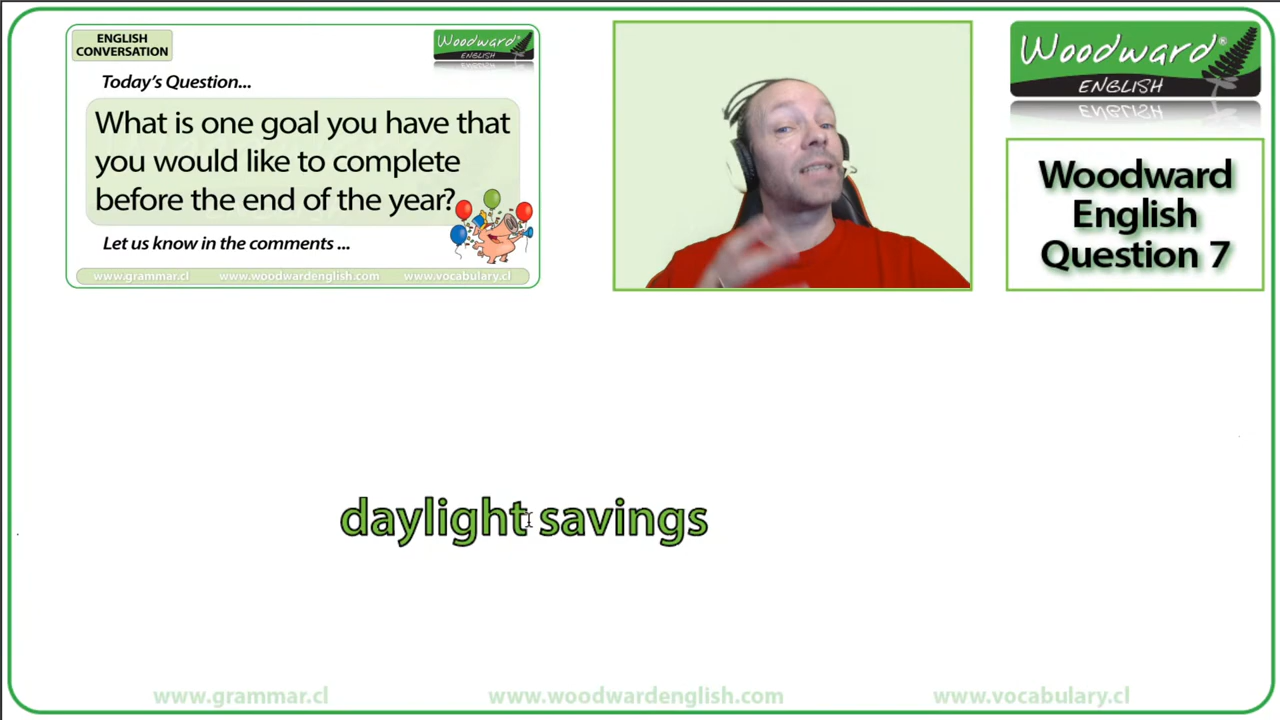 ENGLISH
CONVERSATION
Woodward
ENGLISH
Today's Question...
What is one goal you have that
you would like to complete
before the end of the year?
Let us know in the comments ...
www.grammar.cl www.woodwardenglish.com www.vocabulary.cl
Woodward®
ENGLISH
Woodward
English
Question 7
daylight savings
www.grammar.cl www.woodwardenglish.com www.vocabulary.cl